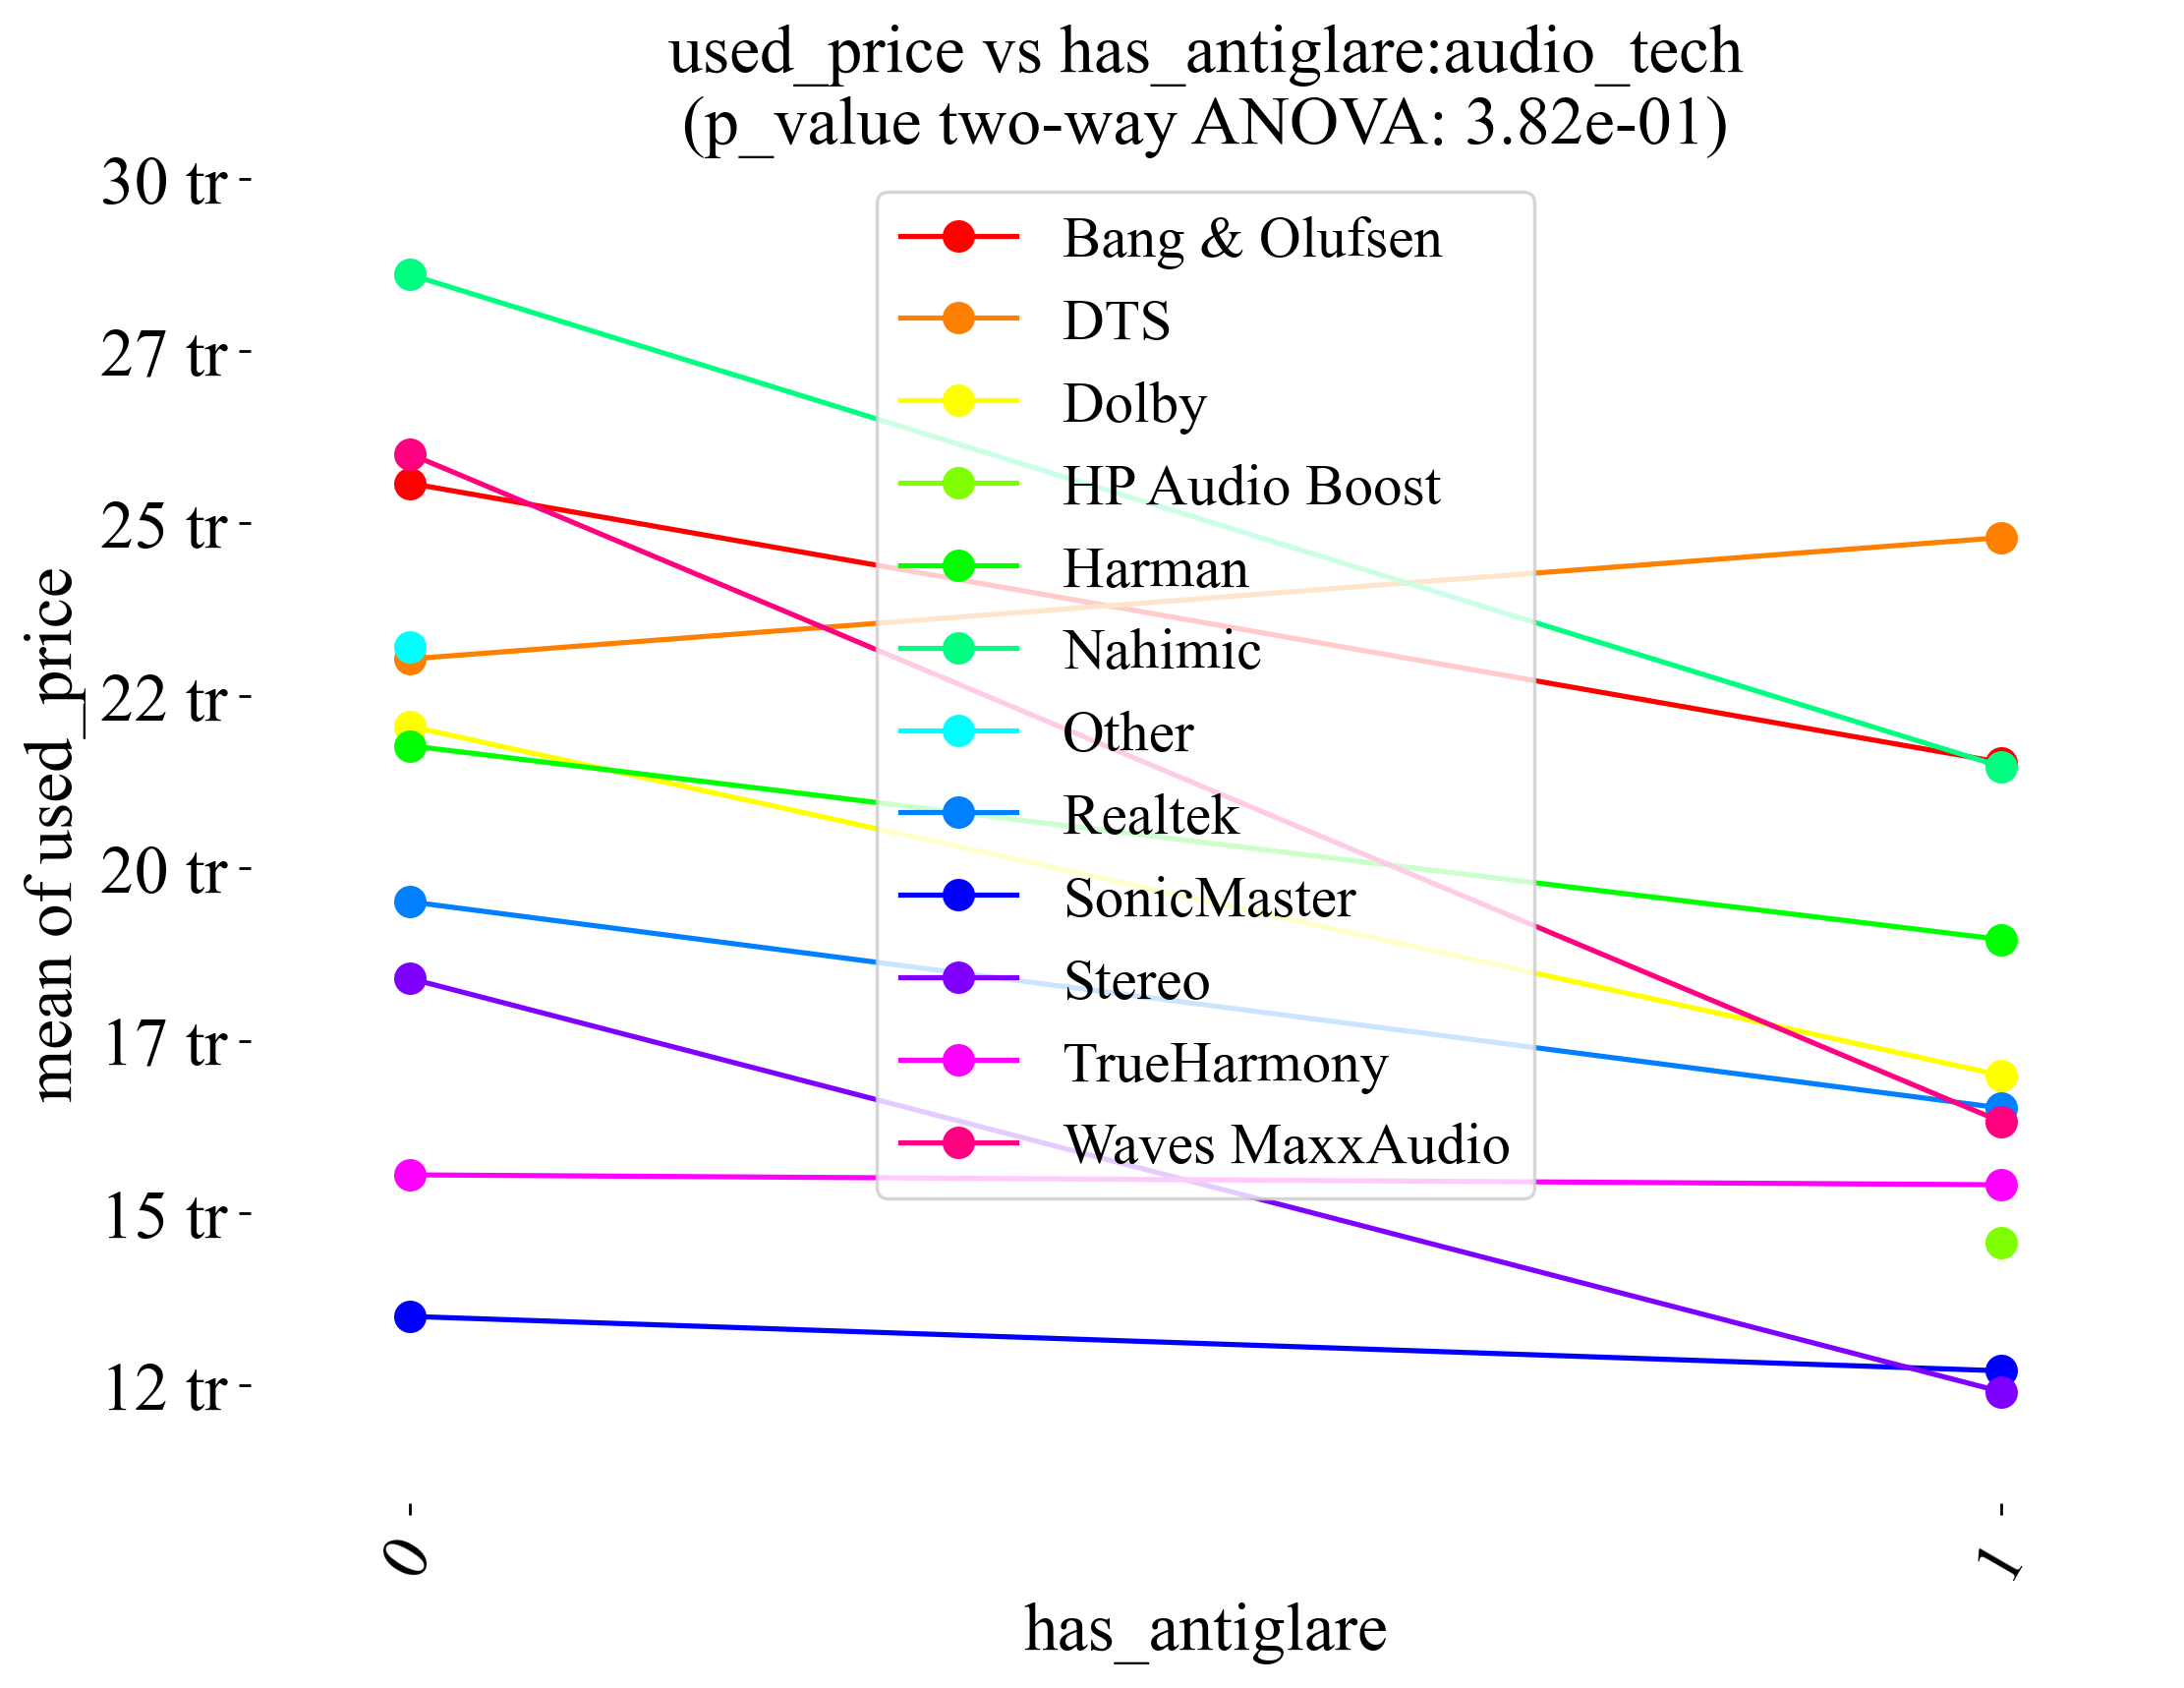 used_price vs has_antiglare:audio_tech
(p_value two-way ANOVA: 3.82e-01)
30 tr
27 tr
25 tr
22 tr
20 tr
17 tr
15 tr
12 tr
mean of used_price
Bang & Olufsen
DTS
Dolby
HP Audio Boost
Harman
Nahimic
Other
Realtek
SonicMaster
Stereo
TrueHarmony
Waves MaxxAudio
0
1
has_antiglare